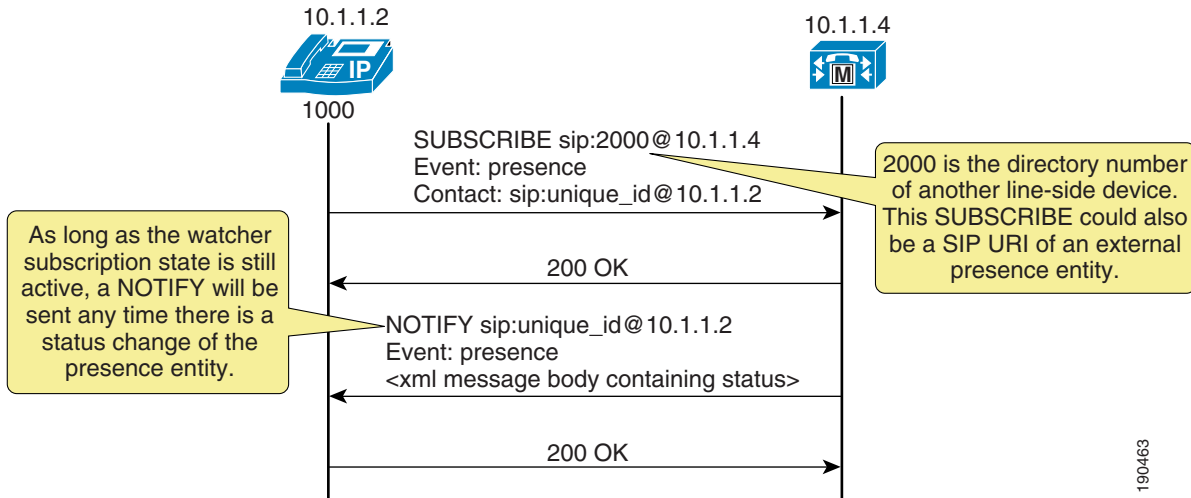 10.1.1.2
10.1.1.4
IP
M
1000
SUBSCRIBE sip:2000@10.1.1.4
Event: presence
Contact: sip:unique_id@10.1.1.2
2000 is the directory number
of another line-side device.
This SUBSCRIBE could also
be a SIP URI of an external
presence entity.
As long as the watcher
subscription state is still
active, a NOTIFY will be
sent any time there is a
status change of the
presence entity.
200 OK
NOTIFY sip:unique_id@10.1.1.2
Event: presence
<xml message body containing status>
200 OK
190463